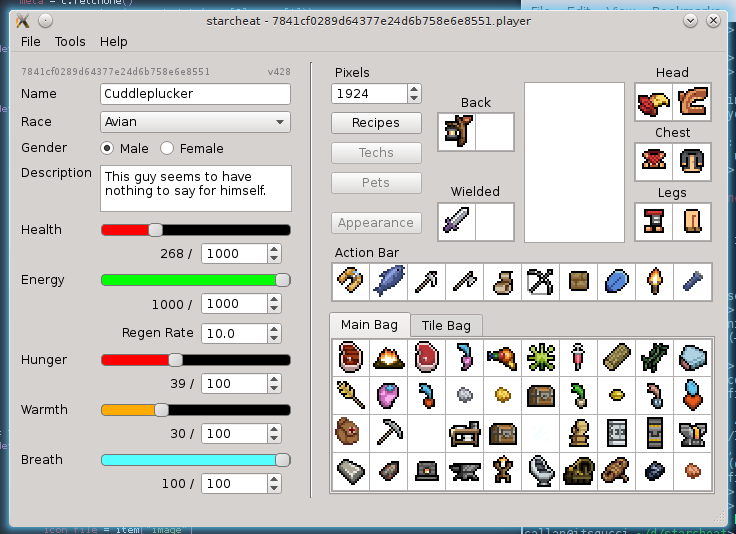 starcheat - 7841cf0289d64377e24d6b758e6e8551.player
File Tools Help
7841cf0289d64377e24d6b758e6e8551 v428
Name Cuddleplucker
Race Avian
Gender Male Female
Description This guy seems to have
nothing to say for himself.
Health
268 / 1000
Energy
1000 / 1000
Regen Rate 10.0
Hunger
39 / 100
Warmth
30 / 100
Breath
100 / 100
Pixels
1924
Recipes
Techs
Pets
Appearance
Back
Wielded
Head
Chest
Legs
Action Bar
Main Bag Tile Bag
icon_file = item["image"]